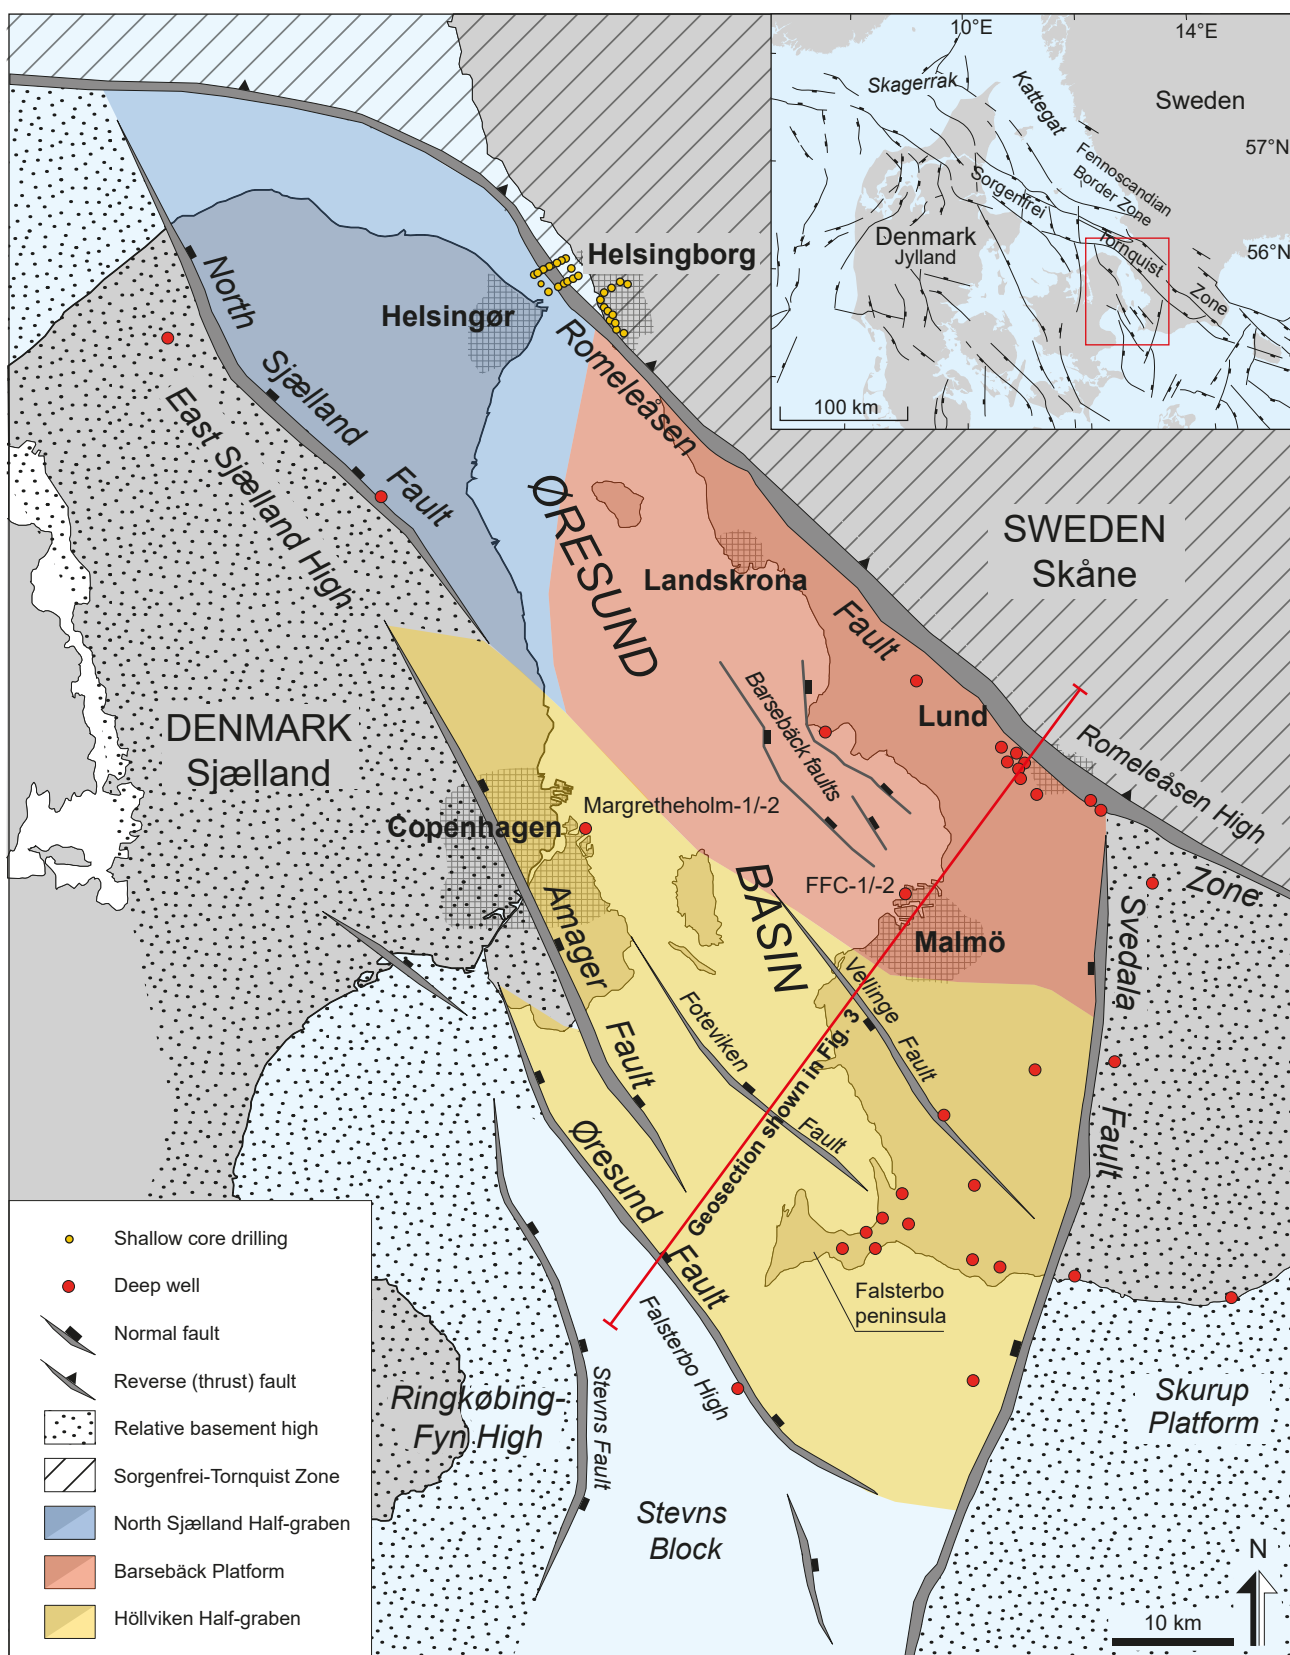 10°E
14°E
Skagerrak
Kattegat
Sweden
57°N
Fennoscandian
Border Zone
Sorgenfrei
Tornquist
Zone
Denmark
Jylland
56°N
100 km
Helsingborg
Helsingør
North
Sjælland
Fault
East Sjælland High
Romeleåsen
Fault
ØRESUND
BASIN
Landskrona
SWEDEN
Skåne
Barsebäck faults
Lund
Romeleåsen High
Zone
DENMARK
Sjælland
Margretheholm-1/-2
Copenhagen
FFC-1/-2
Malmö
Amager
Fault
Foteviken
Fault
Vellinge
Fault
Svedala
Fault
Geosection shown in Fig. 3
Øresund
Fault
Falsterbo
peninsula
Falsterbo High
Stevns Fault
Ringkøbing-
Fyn High
Stevns
Block
Skurup
Platform
Shallow core drilling
Deep well
Normal fault
Reverse (thrust) fault
Relative basement high
Sorgenfrei-Tornquist Zone
North Sjælland Half-graben
Barsebäck Platform
Höllviken Half-graben
N
10 km